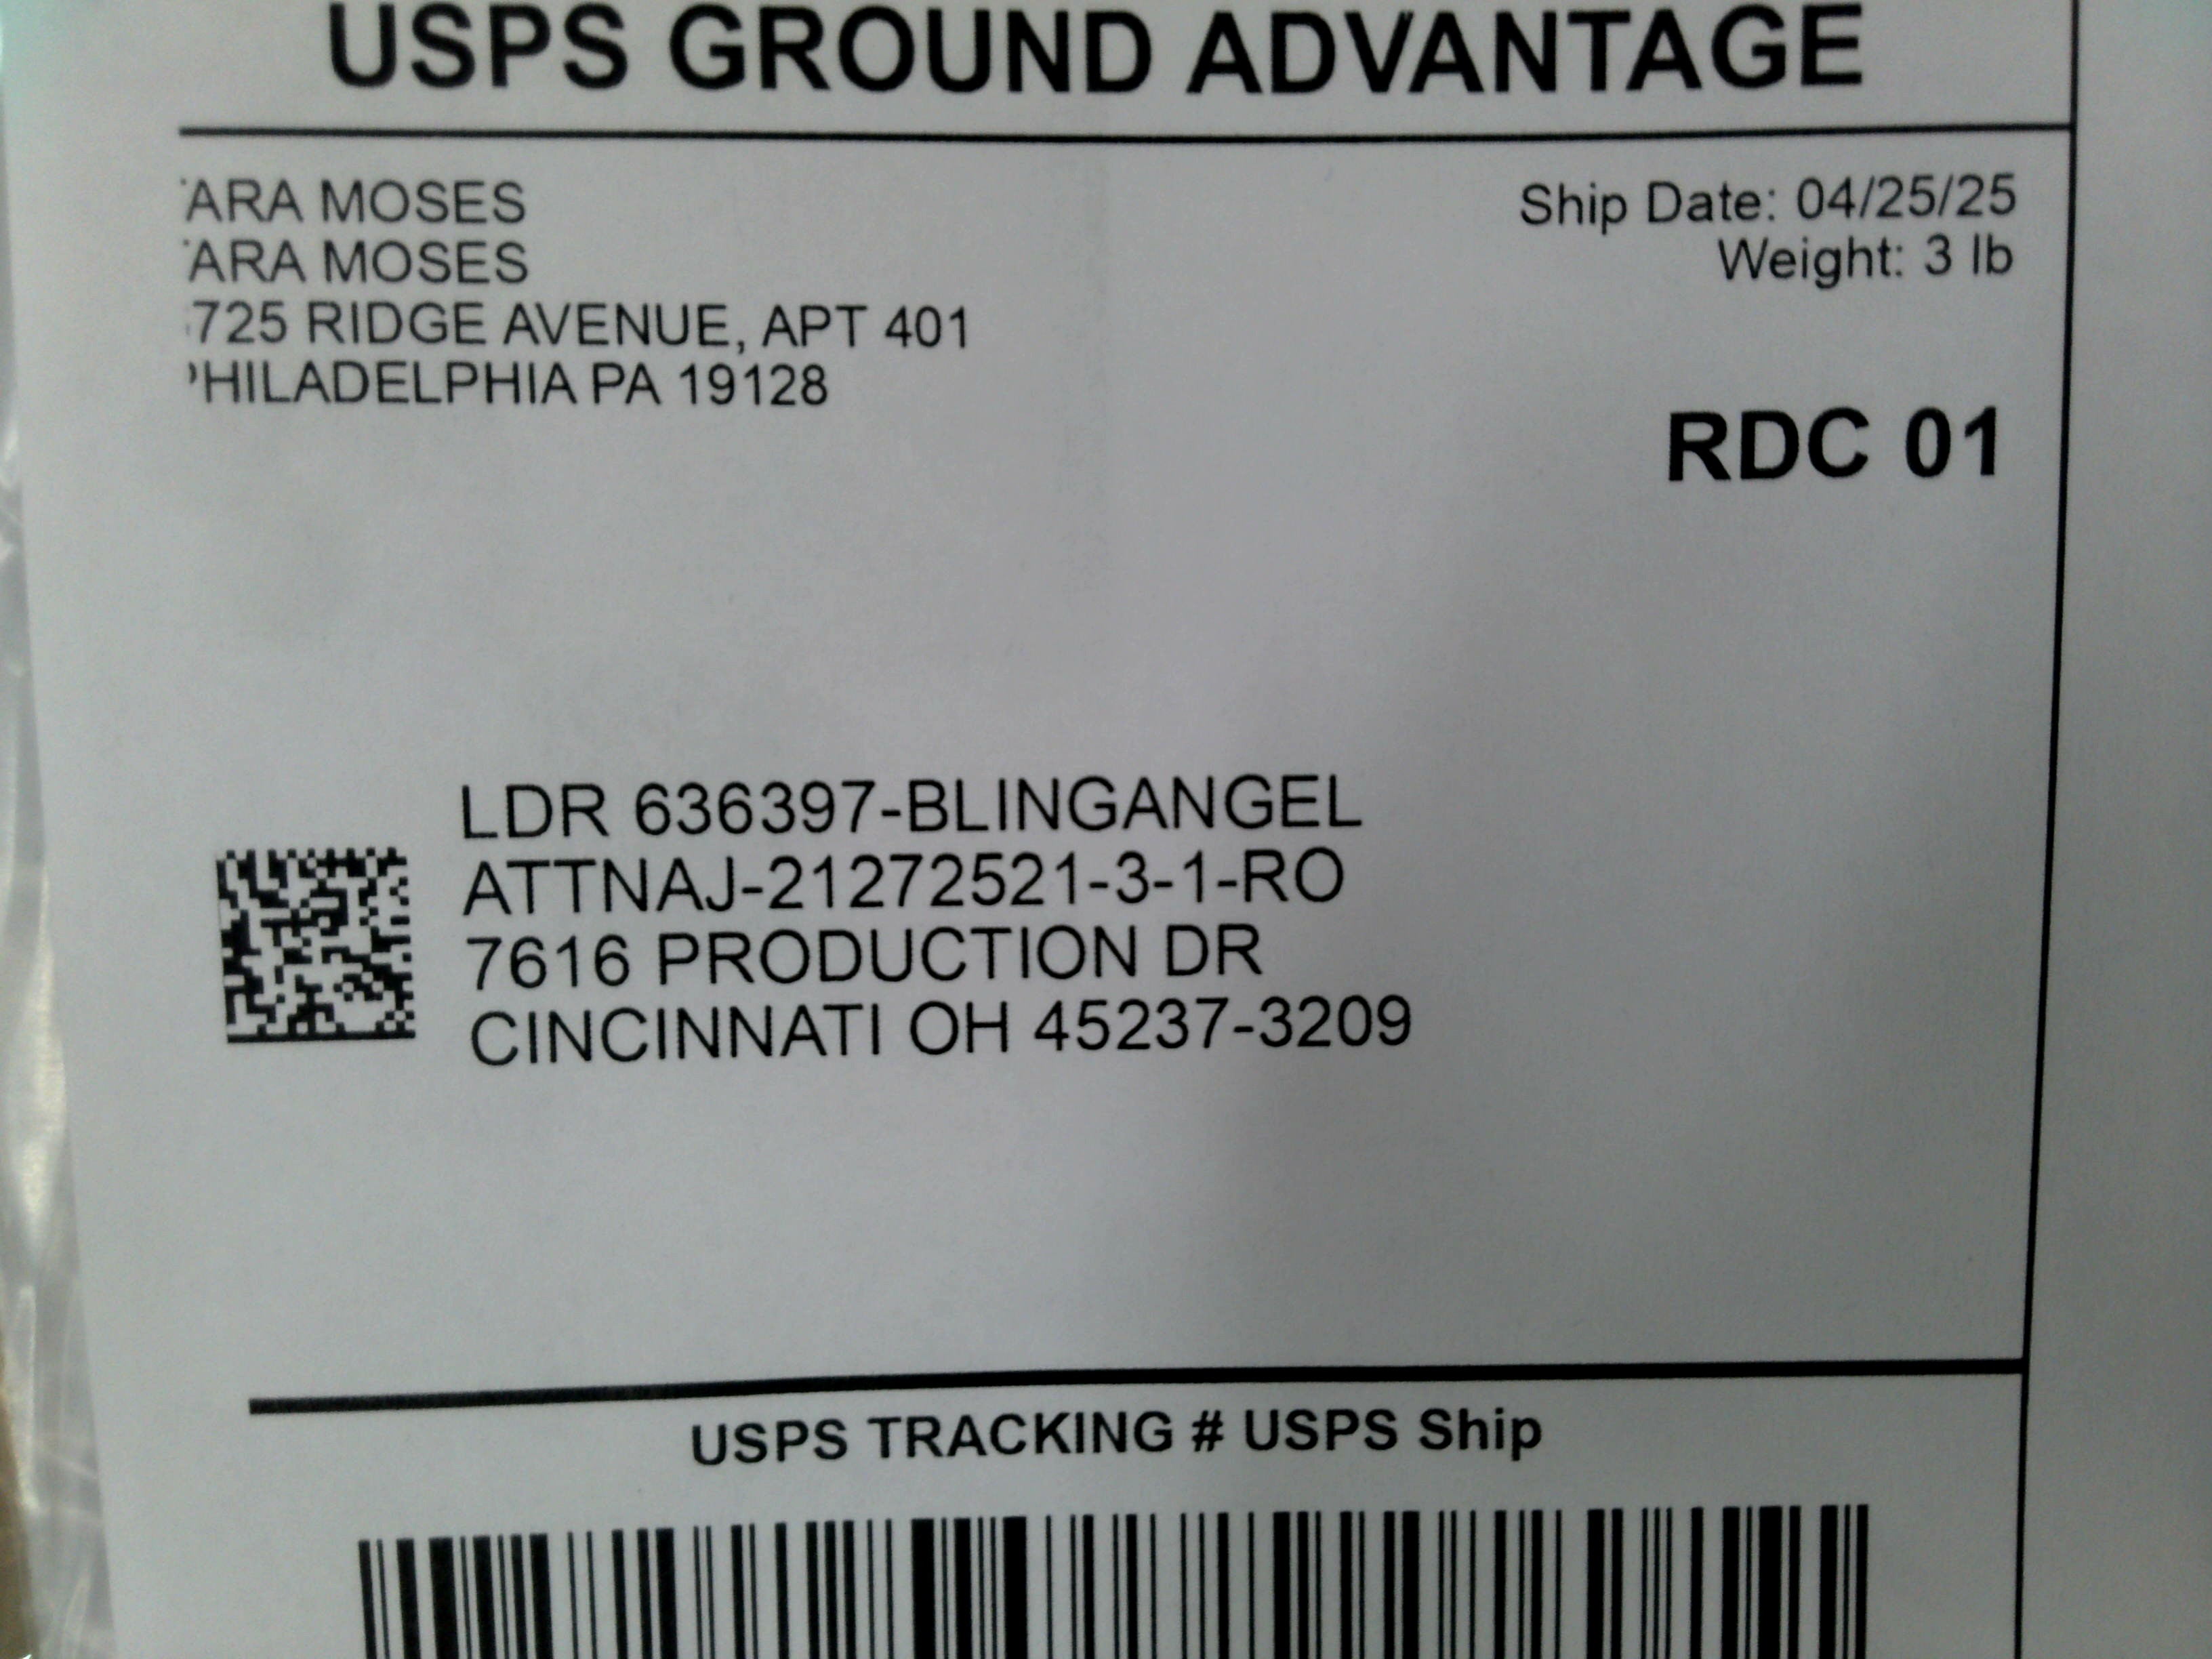 USPS GROUND ADVANTAGE
ARA MOSES
ARA MOSES
725 RIDGE AVENUE, APT 401
PHILADELPHIA PA 19128
Ship Date: 04/25/25
Weight: 3 lb
RDC 01
LDR 636397-BLINGANGEL
ATTNAJ-21272521-3-1-RO
7616 PRODUCTION DR
CINCINNATI OH 45237-3209
USPS TRACKING # USPS Ship